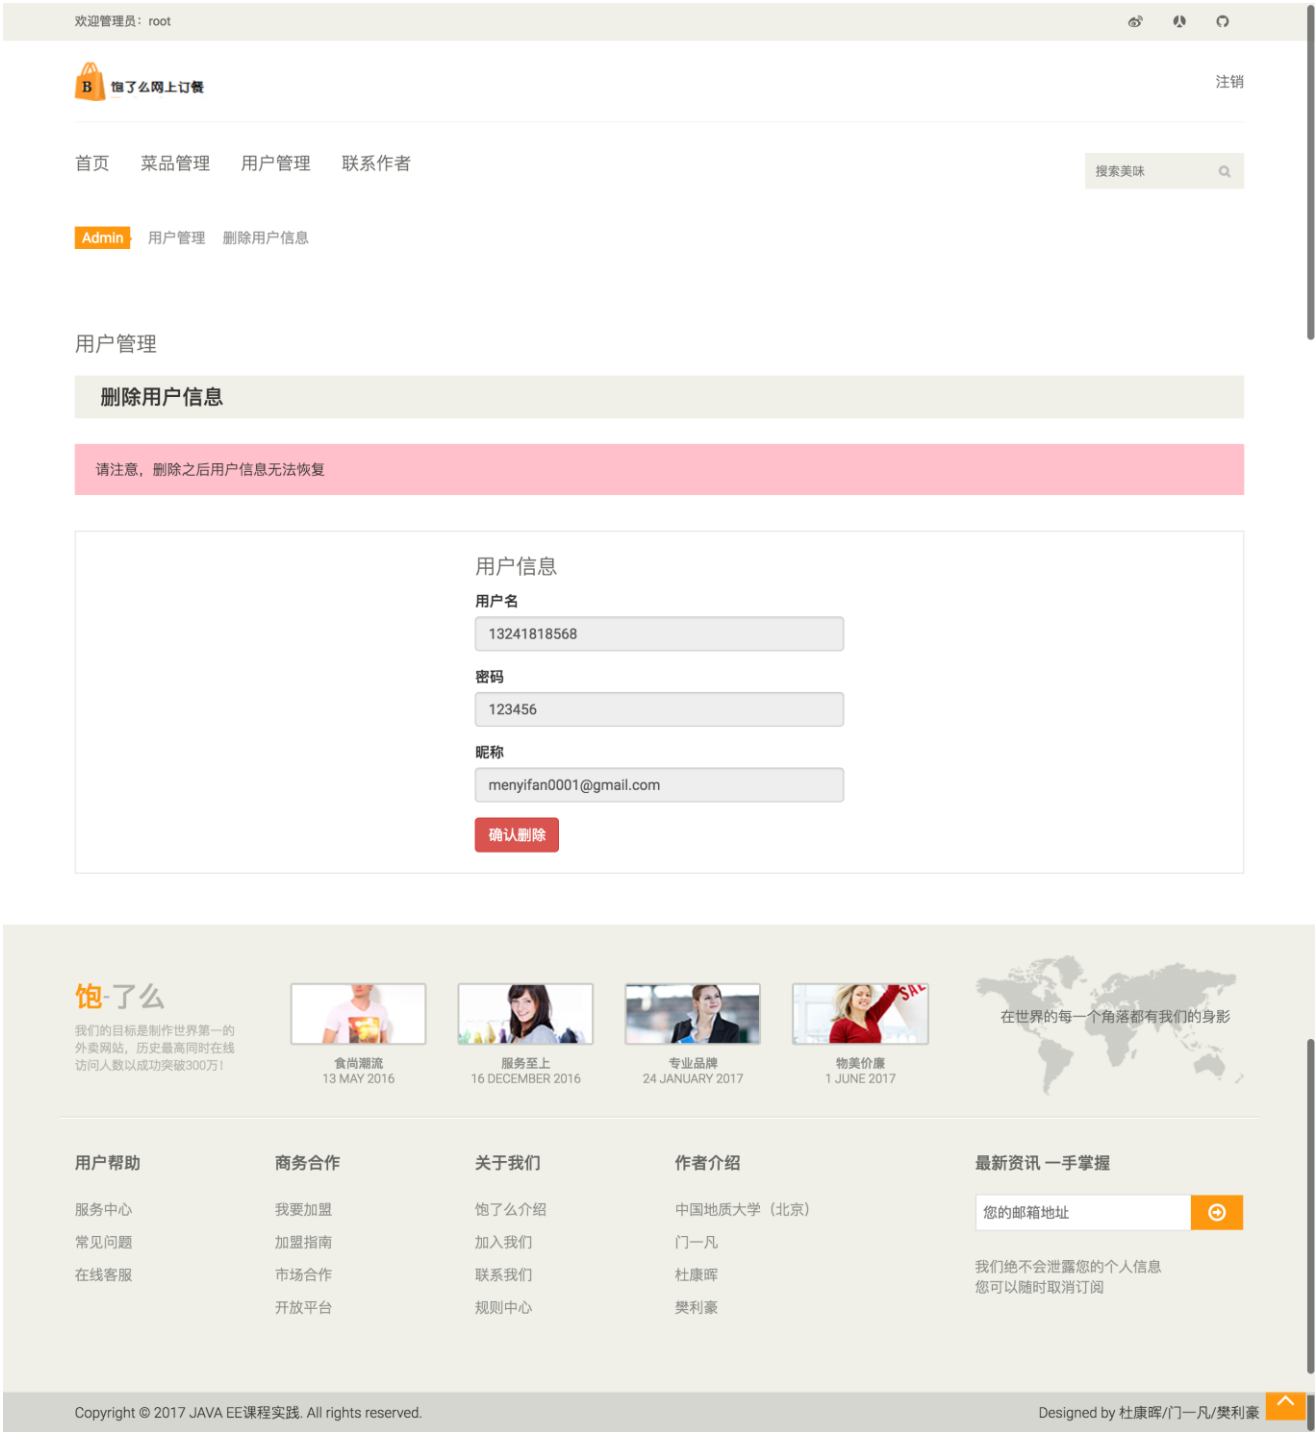 欢迎管理员：root
B 饱了么网上订餐
注销
首页 菜品管理 用户管理 联系作者
搜索美味
Admin 用户管理 删除用户信息
用户管理
删除用户信息
请注意，删除之后用户信息无法恢复
用户信息
用户名
13241818568
密码
123456
昵称
menyifan0001@gmail.com
确认删除
饱-了么
我们的目标是制作世界第一的
外卖网站，历史最高同时在线
访问人数以成功突破300万！
食尚潮流
13 MAY 2016
服务至上
16 DECEMBER 2016
专业品牌
24 JANUARY 2017
SAL
物美价廉
1 JUNE 2017
在世界的每一个角落都有我们的身影
用户帮助
服务中心
常见问题
在线客服
商务合作
我要加盟
加盟指南
市场合作
开放平台
关于我们
饱了么介绍
加入我们
联系我们
规则中心
作者介绍
中国地质大学（北京）
门一凡
杜康晖
樊利豪
最新资讯 一手掌握
您的邮箱地址
我们绝不会泄露您的个人信息
您可以随时取消订阅
Copyright © 2017 JAVA EE课程实践. All rights reserved.
Designed by 杜康晖/门一凡/樊利豪